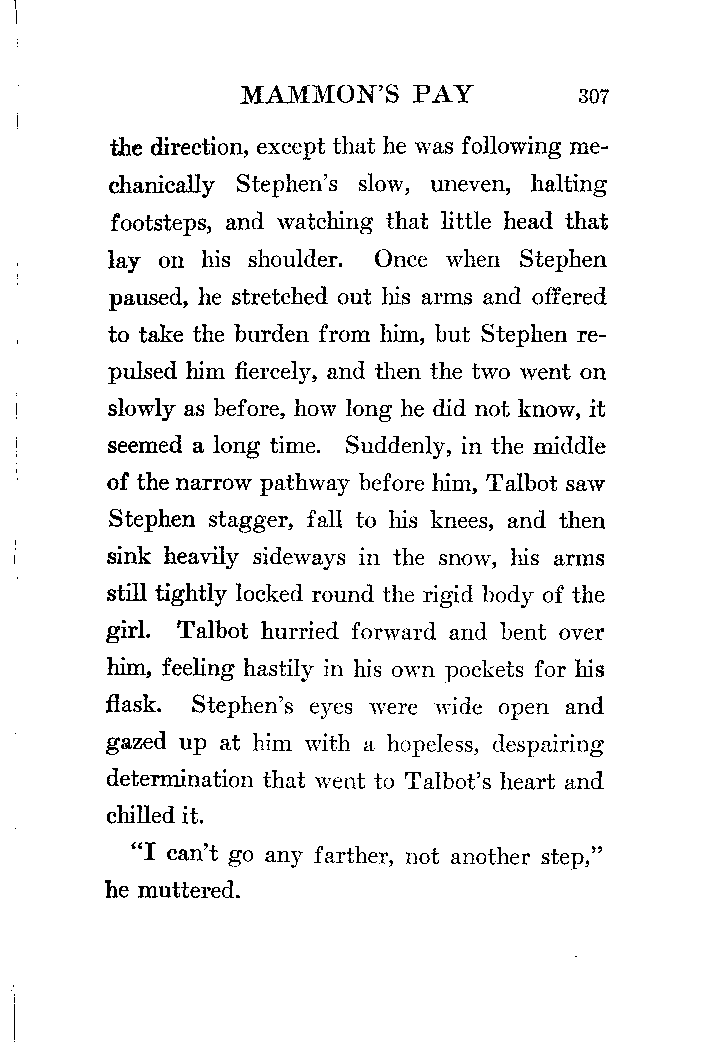 MAMMON'S PAY 307
the direction, except that he was following me-
chanically Stephen's slow, uneven, halting
footsteps, and watching that little head that
lay on his shoulder. Once when Stephen
paused, he stretched out his arms and offered
to take the burden from him, but Stephen re-
pulsed him fiercely, and then the two went on
slowly as before, how long he did not know, it
seemed a long time. Suddenly, in the middle
of the narrow pathway before him, Talbot saw
Stephen stagger, fall to his knees, and then
sink heavily sideways in the snow, his arms
still tightly locked round the rigid body of the
girl. Talbot hurried forward and bent over
him, feeling hastily in his own pockets for his
flask. Stephen's eyes were wide open and
gazed up at him with a hopeless, despairing
determination that went to Talbot's heart and
chilled it.
"I can't go any farther, not another step,"
he muttered.